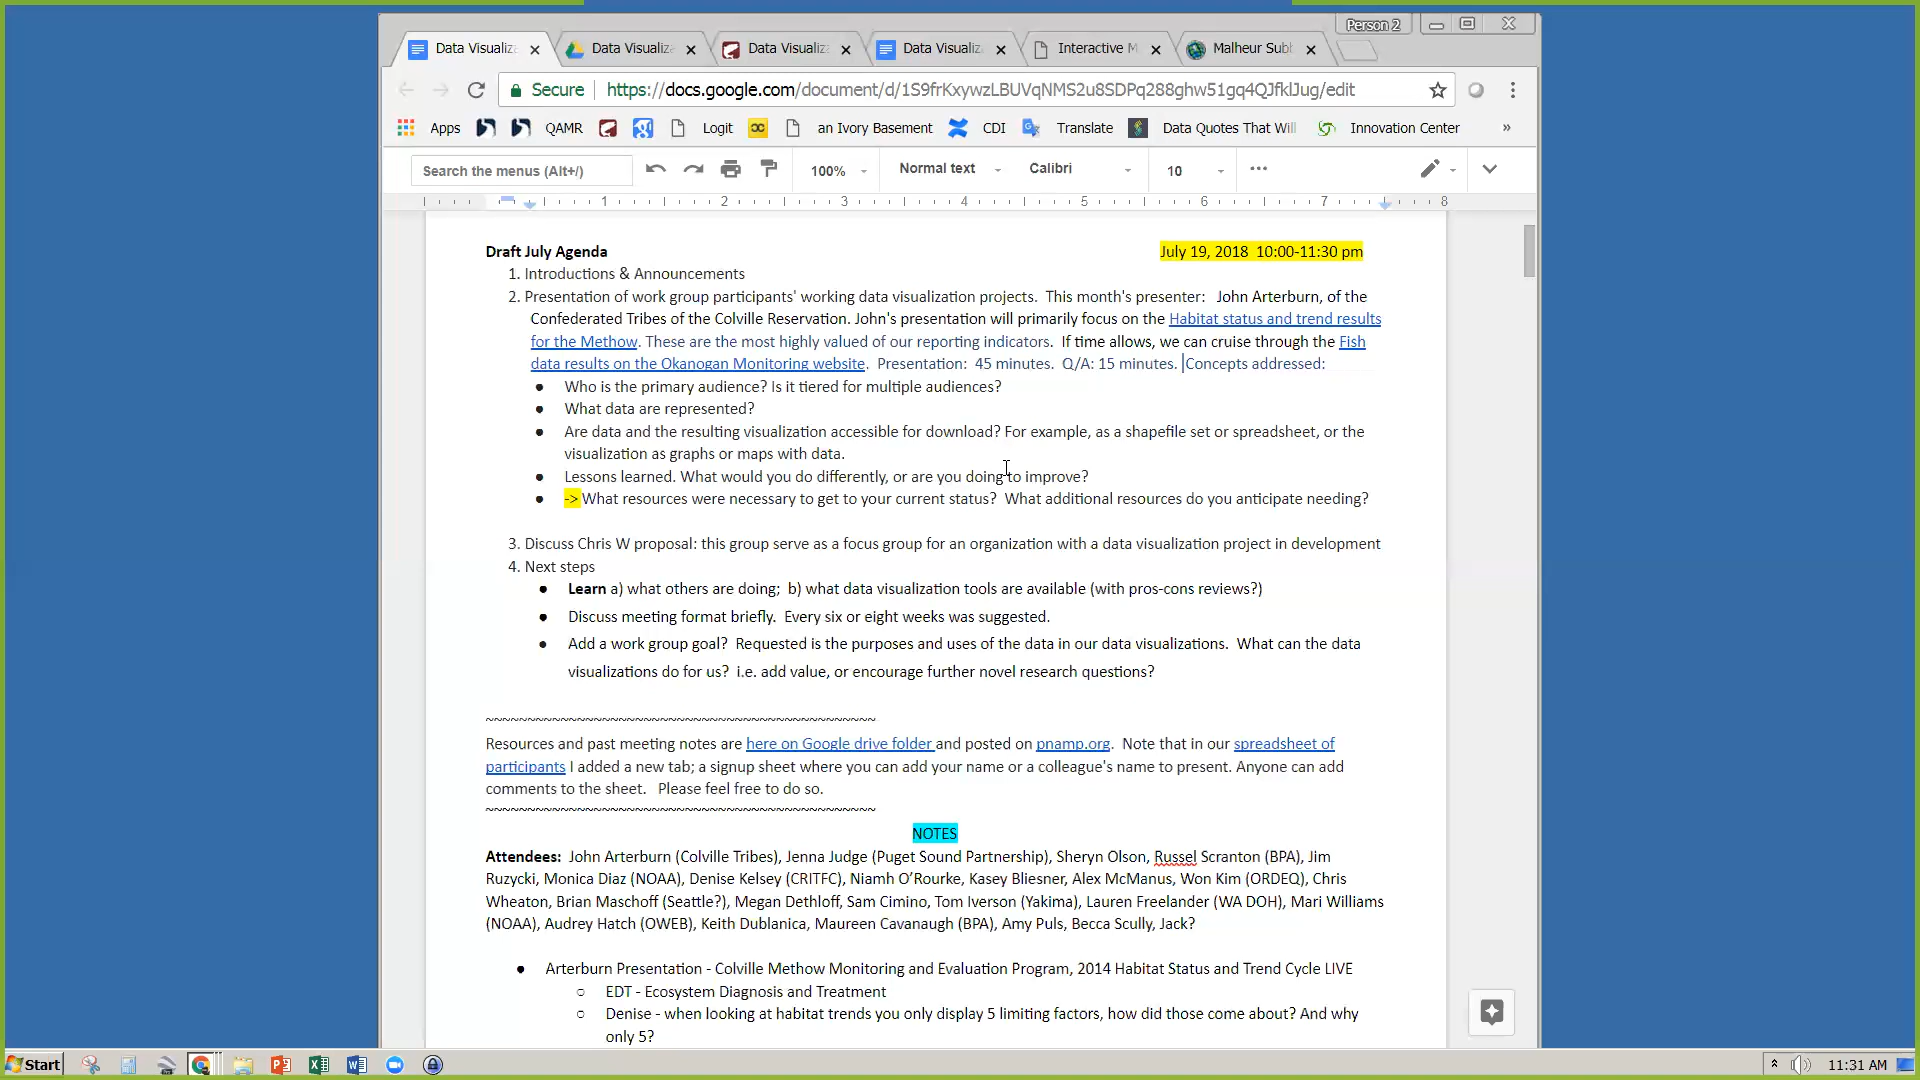 Person 2
Data Visualiz
Data Visualiz
Data Visualiz
Data Visualiz
Interactive M
Malheur Sub
Secure
https://docs.google.com/document/d/1S9frKxywzLBUVqNMS2u8SDPq288ghw51gq4QJfklJug/edit
Apps
QAMR
Logit
an Ivory Basement
CDI
Translate
Data Quotes That Will
Innovation Center
»
Search the menus (Alt+/)
100%
Normal text
Calibri
10
1 2 3 4 5 6 7 8
Draft July Agenda
July 19, 2018 10:00-11:30 pm
1. Introductions & Announcements
2. Presentation of work group participants' working data visualization projects. This month's presenter: John Arterburn, of the
Confederated Tribes of the Colville Reservation. John's presentation will primarily focus on the Habitat status and trend results
for the Methow. These are the most highly valued of our reporting indicators. If time allows, we can cruise through the Fish
data results on the Okanogan Monitoring website. Presentation: 45 minutes. Q/A: 15 minutes. Concepts addressed:
● Who is the primary audience? Is it tiered for multiple audiences?
● What data are represented?
● Are data and the resulting visualization accessible for download? For example, as a shapefile set or spreadsheet, or the
visualization as graphs or maps with data.
● Lessons learned. What would you do differently, or are you doing to improve?
● -> What resources were necessary to get to your current status? What additional resources do you anticipate needing?
3. Discuss Chris W proposal: this group serve as a focus group for an organization with a data visualization project in development
4. Next steps
● Learn a) what others are doing; b) what data visualization tools are available (with pros-cons reviews?)
● Discuss meeting format briefly. Every six or eight weeks was suggested.
● Add a work group goal? Requested is the purposes and uses of the data in our data visualizations. What can the data
visualizations do for us? i.e. add value, or encourage further novel research questions?
~~~~~~~~~~~~~~~~~~~~~~~~~~~~~~~~~~~~~~~~~~~~~~~
Resources and past meeting notes are here on Google drive folder and posted on pnamp.org. Note that in our spreadsheet of
participants I added a new tab; a signup sheet where you can add your name or a colleague's name to present. Anyone can add
comments to the sheet. Please feel free to do so.
~~~~~~~~~~~~~~~~~~~~~~~~~~~~~~~~~~~~~~~~~~~~~~~
NOTES
Attendees: John Arterburn (Colville Tribes), Jenna Judge (Puget Sound Partnership), Sheryn Olson, Russel Scranton (BPA), Jim
Ruzycki, Monica Diaz (NOAA), Denise Kelsey (CRITFC), Niamh O'Rourke, Kasey Bliesner, Alex McManus, Won Kim (ORDEQ), Chris
Wheaton, Brian Maschoff (Seattle?), Megan Dethloff, Sam Cimino, Tom Iverson (Yakima), Lauren Freelander (WA DOH), Mari Williams
(NOAA), Audrey Hatch (OWEB), Keith Dublanica, Maureen Cavanaugh (BPA), Amy Puls, Becca Scully, Jack?
● Arterburn Presentation - Colville Methow Monitoring and Evaluation Program, 2014 Habitat Status and Trend Cycle LIVE
○ EDT - Ecosystem Diagnosis and Treatment
○ Denise - when looking at habitat trends you only display 5 limiting factors, how did those come about? And why
only 5?
Start
11:31 AM